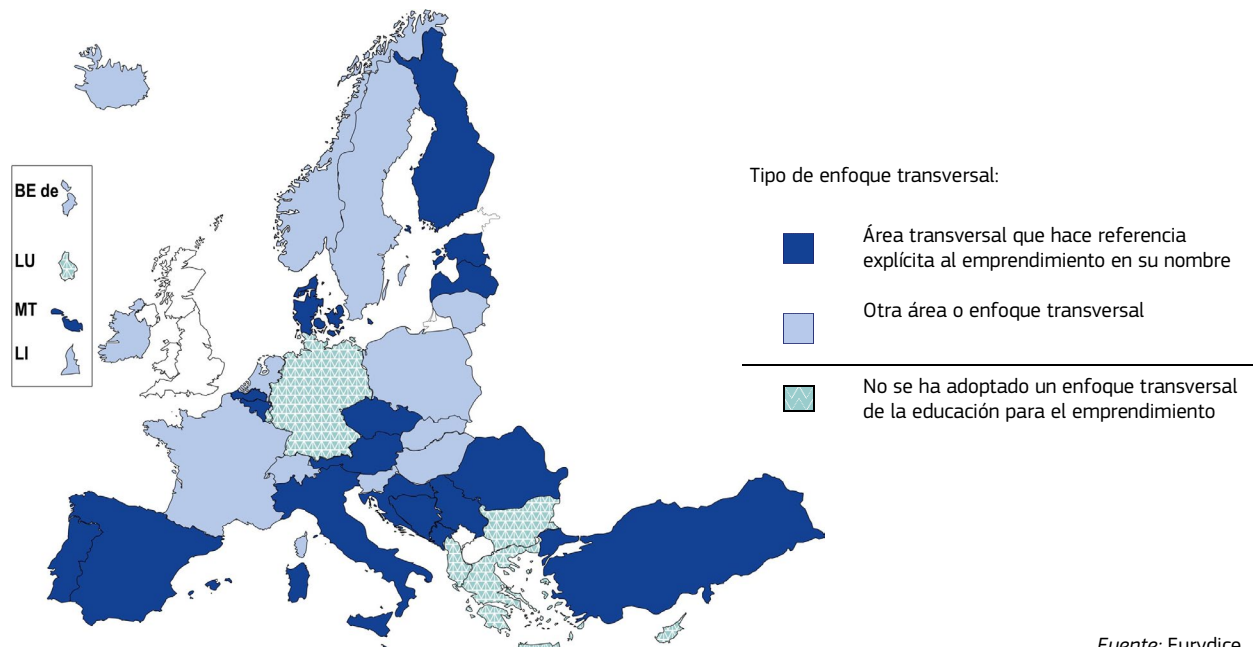 BE de
LU
MT
LI
Tipo de enfoque transversal:
Área transversal que hace referencia
explícita al emprendimiento en su nombre
Otra área o enfoque transversal
No se ha adoptado un enfoque transversal
de la educación para el emprendimiento
Fuente: Eurydice